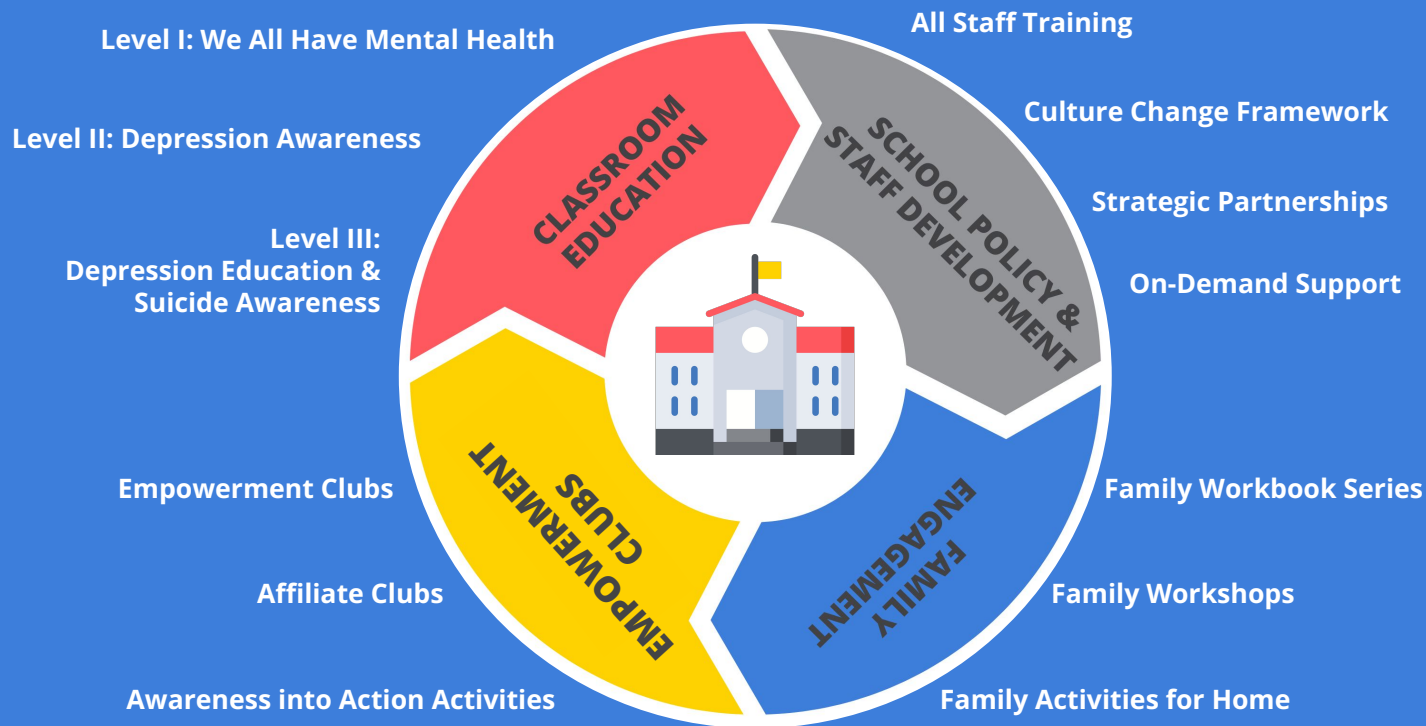 Level I: We All Have Mental Health
Level II: Depression Awareness
Level III:
Depression Education &
Suicide Awareness
CLASSROOM
EDUCATION
All Staff Training
Culture Change Framework
Strategic Partnerships
On-Demand Support
SCHOOL POLICY &
STAFF DEVELOPMENT
Empowerment Clubs
Affiliate Clubs
Awareness into Action Activities
EMPOWERMENT
CLUBS
Family Workbook Series
Family Workshops
Family Activities for Home
FAMILY
ENGAGEMENT